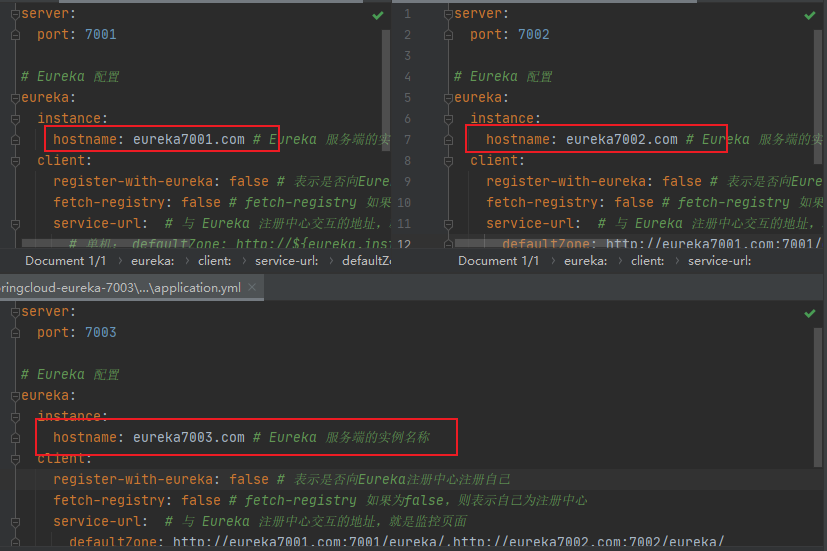 server:
port: 7001
# Eureka 配置
eureka:
instance:
hostname: eureka7001.com # Eureka 服务端的实
client:
register-with-eureka: false # 表示是否向Eure
fetch-registry: false # fetch-registry 如果
service-url: # 与 Eureka 注册中心交互的地址，
# 单机： defaultZone: http://${eureka.inst
Document 1/1 › eureka: › client: › service-url: › defaultZ
1 server:
2 port: 7002
3
4 # Eureka 配置
5 eureka:
6 instance:
7 hostname: eureka7002.com # Eureka 服务端的实
8 client:
9 register-with-eureka: false # 表示是否向Eur
10 fetch-registry: false # fetch-registry 如果
11 service-url: # 与 Eureka 注册中心交互的地址，
12 defaultZone: http://eureka7001.com:7001/
Document 1/1 › eureka: › client: › service-url:
ringcloud-eureka-7003\...\application.yml ×
server:
port: 7003
# Eureka 配置
eureka:
instance:
hostname: eureka7003.com # Eureka 服务端的实例名称
client:
register-with-eureka: false # 表示是否向Eureka注册中心注册自己
fetch-registry: false # fetch-registry 如果为false，则表示自己为注册中心
service-url: # 与 Eureka 注册中心交互的地址，就是监控页面
defaultZone: http://eureka7001.com:7001/eureka/,http://eureka7002.com:7002/eureka/